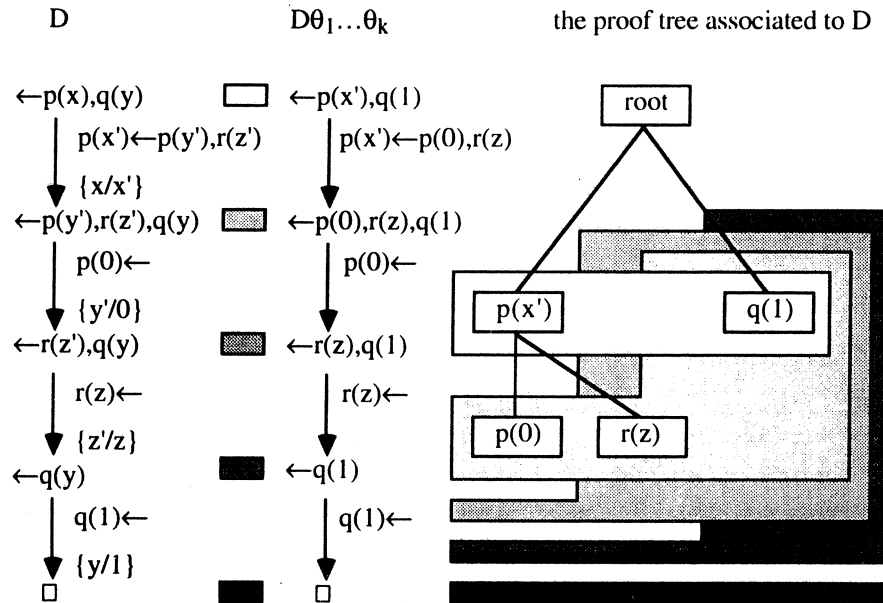 D Dθ₁…θₖ the proof tree associated to D
←p(x),q(y) ←p(x'),q(1) root
p(x')←p(y'),r(z') p(x')←p(0),r(z)
{x/x'}
←p(y'),r(z'),q(y) ←p(0),r(z),q(1)
p(0)← p(0)←
{y'/0} p(x') q(1)
←r(z'),q(y) ←r(z),q(1)
r(z)← r(z)←
{z'/z} p(0) r(z)
←q(y) ←q(1)
q(1)← q(1)←
{y/1}
□ □